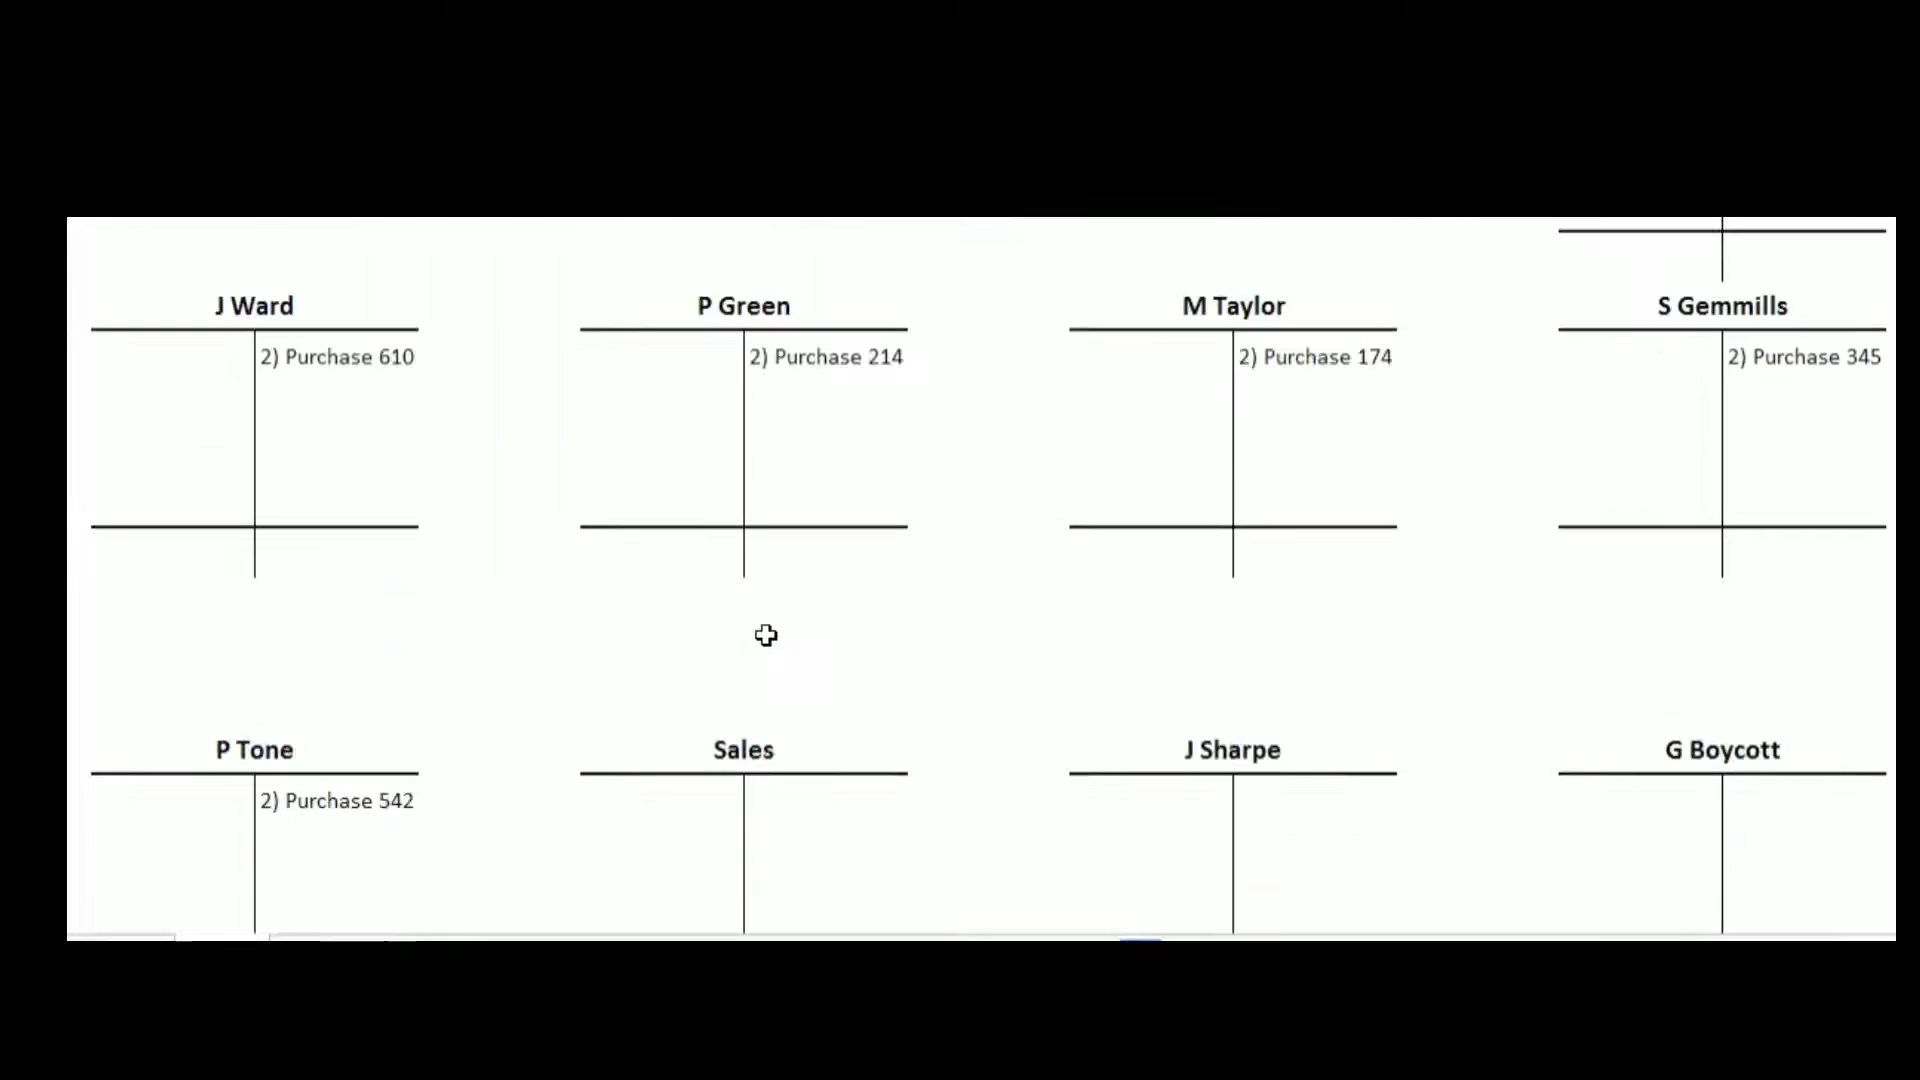 J Ward
P Green
M Taylor
S Gemmills
2) Purchase 610
2) Purchase 214
2) Purchase 174
2) Purchase 345
P Tone
Sales
J Sharpe
G Boycott
2) Purchase 542